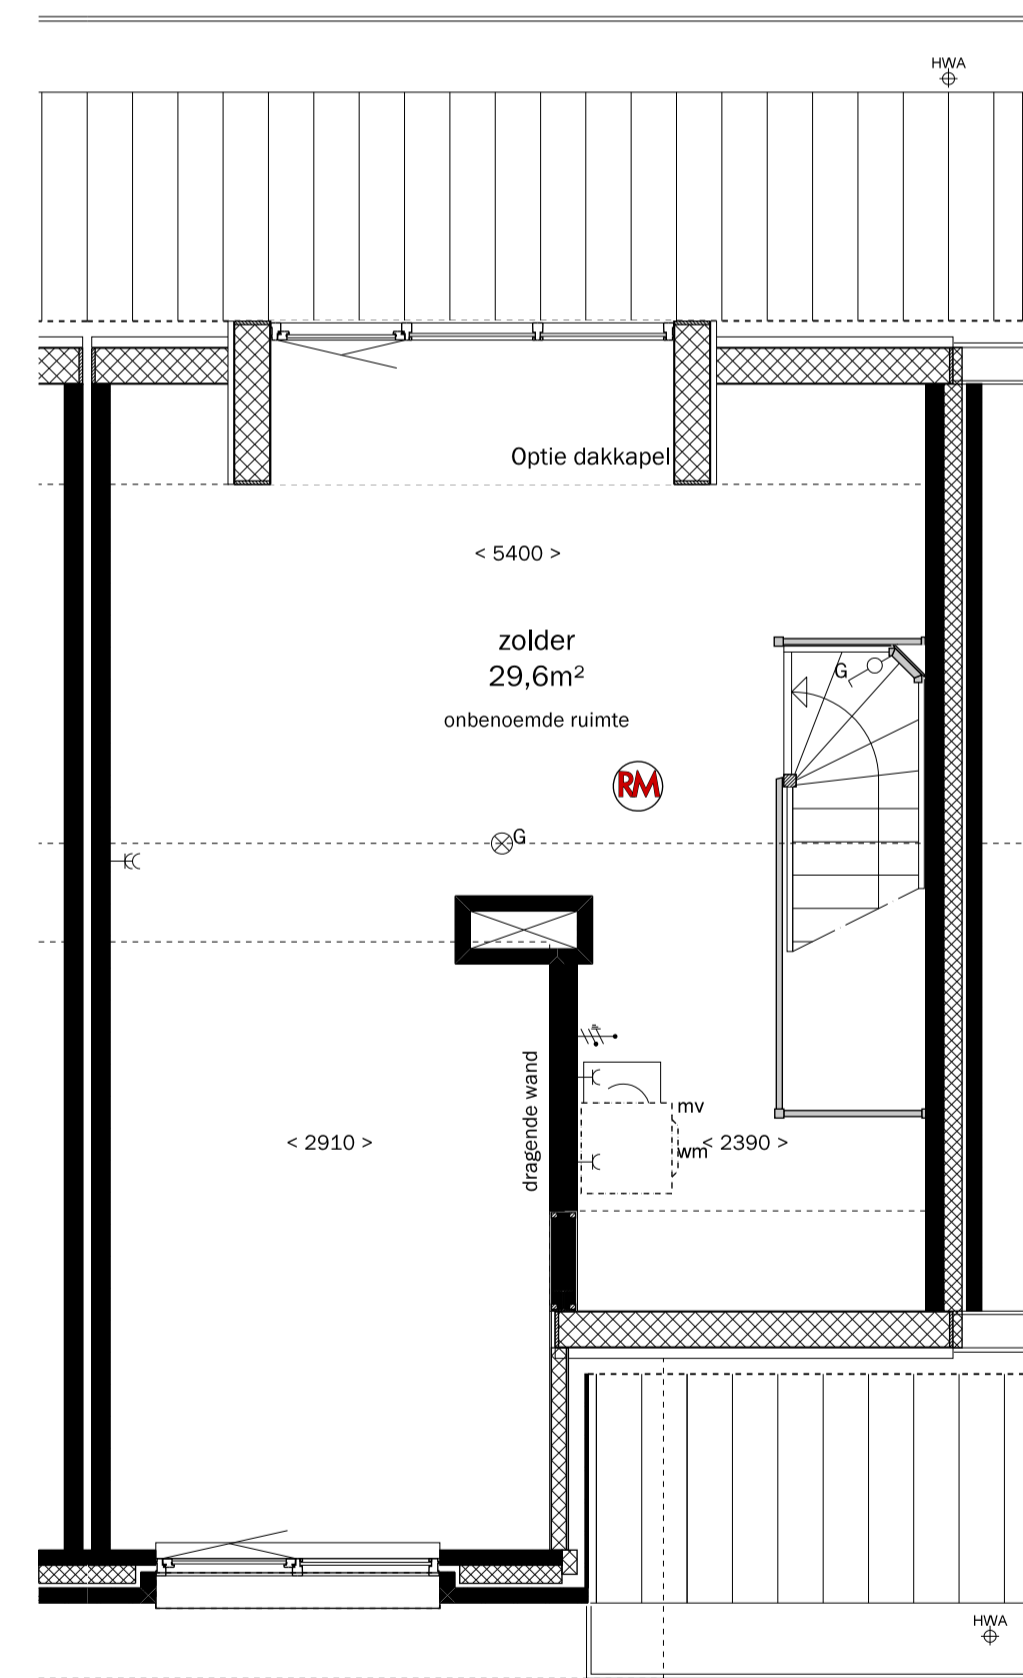 HWA
Optie dakkapel
< 5400 >
zolder
29,6m²
onbenoemde ruimte
G
RM
G
dragende wand
mv
wm
< 2910 >
< 2390 >
HWA